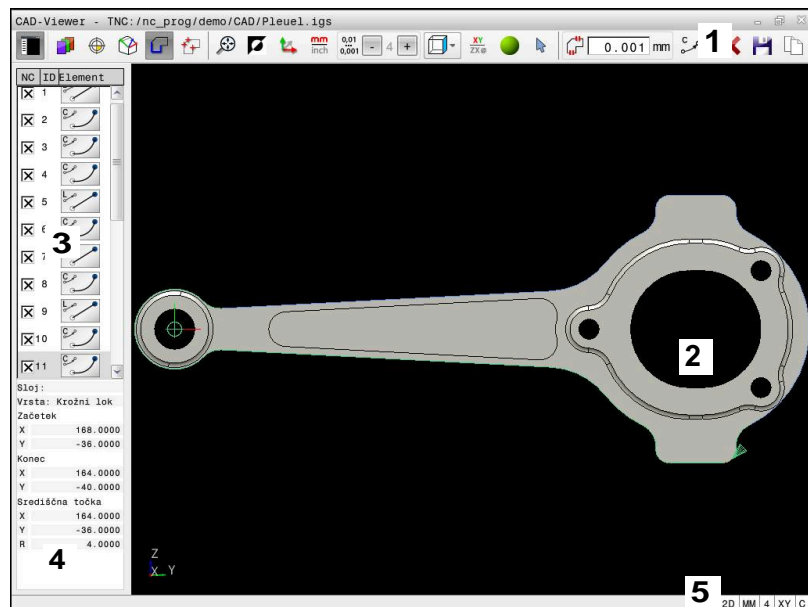 CAD-Viewer - TNC:/nc_prog/demo/CAD/Pleuel.igs
mm
inch
0,01
0,001
- 4 +
XY
ZXØ
0.001 mm
C
1
NC ID Element
1
2 C
3 C
4 C
5 L
6 C
7
8 C
9 L
10 C
11 C
3
2
Sloj:
Vrsta: Krožni lok
Začetek
X 168.0000
Y -36.0000
Konec
X 164.0000
Y -40.0000
Središčna točka
X 164.0000
Y -36.0000
R 4.0000
4
Z
X Y
5
2D MM 4 XY C